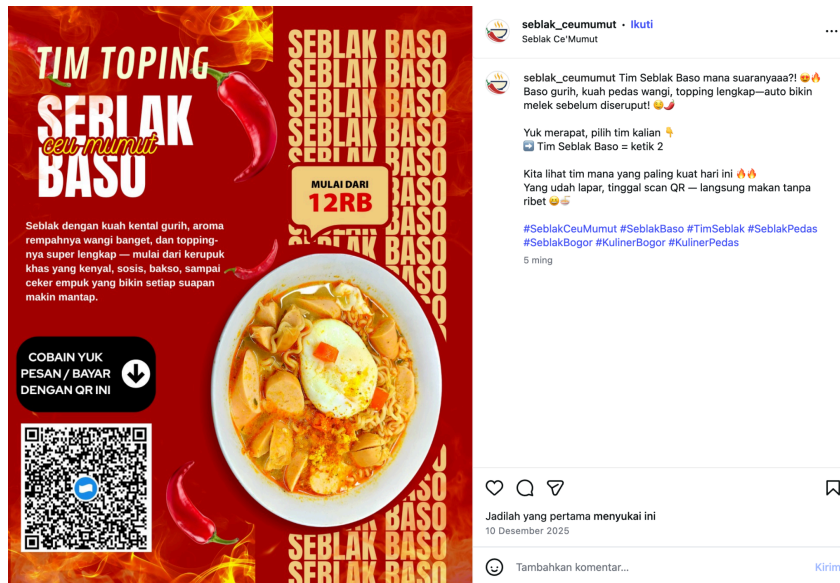 TIM TOPING
SEBLAK
ceu mumut
BASO
Seblak dengan kuah kental gurih, aroma
rempahnya wangi banget, dan topping-
nya super lengkap — mulai dari kerupuk
khas yang kenyal, sosis, bakso, sampai
ceker empuk yang bikin setiap suapan
makin mantap.
COBAIN YUK
PESAN / BAYAR
DENGAN QR INI
SEBLAK BASO
SEBLAK BASO
SEBLAK BASO
SEBLAK BASO
SEBLAK BASO
MULAI DARI
12RB
BASO
SEBLAK BASO
SEBLAK BASO
seblak_ceumumut • Ikuti
Seblak Ce'Mumut
seblak_ceumumut Tim Seblak Baso mana suaranyaaa?! 😍🔥
Baso gurih, kuah pedas wangi, topping lengkap—auto bikin
melek sebelum diseruput! 😋🌶️
Yuk merapat, pilih tim kalian 👇
➡️ Tim Seblak Baso = ketik 2
Kita lihat tim mana yang paling kuat hari ini 🔥🔥
Yang udah lapar, tinggal scan QR — langsung makan tanpa
ribet 😄🍜
#SeblakCeuMumut #SeblakBaso #TimSeblak #SeblakPedas
#SeblakBogor #KulinerBogor #KulinerPedas
5 ming
Jadilah yang pertama menyukai ini
10 Desember 2025
Tambahkan komentar...
Kirim